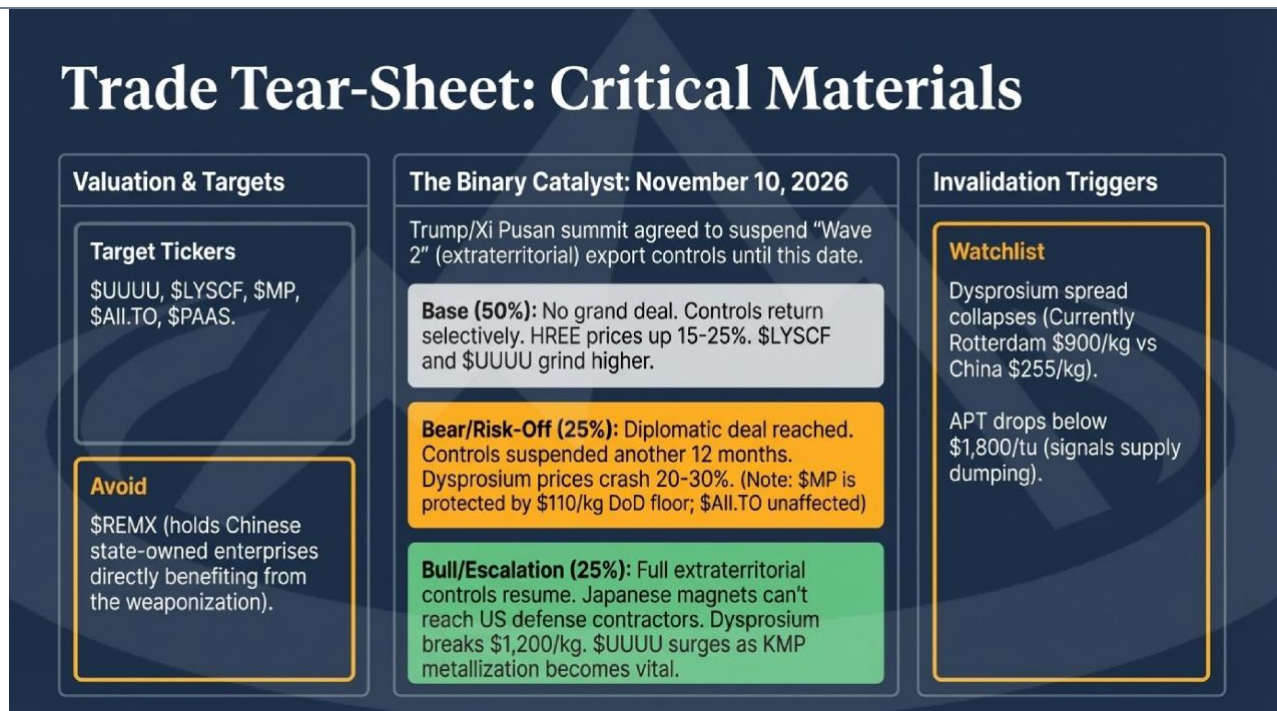 Trade Tear-Sheet: Critical Materials
Valuation & Targets
Target Tickers
$UUUU, $LYSCF, $MP,
$AII.TO, $PAAS.
Avoid
$REMX (holds Chinese
state-owned enterprises
directly benefiting from
the weaponization).
The Binary Catalyst: November 10, 2026
Trump/Xi Pusan summit agreed to suspend “Wave
2” (extraterritorial) export controls until this date.
Base (50%): No grand deal. Controls return
selectively. HREE prices up 15-25%. $LYSCF
and $UUUU grind higher.
Bear/Risk-Off (25%): Diplomatic deal reached.
Controls suspended another 12 months.
Dysprosium prices crash 20-30%. (Note: $MP is
protected by $110/kg DoD floor; $AII.TO unaffected)
Bull/Escalation (25%): Full extraterritorial
controls resume. Japanese magnets can’t
reach US defense contractors. Dysprosium
breaks $1,200/kg. $UUUU surges as KMP
metallization becomes vital.
Invalidation Triggers
Watchlist
Dysprosium spread
collapses (Currently
Rotterdam $900/kg vs
China $255/kg).
APT drops below
$1,800/tu (signals supply
dumping).